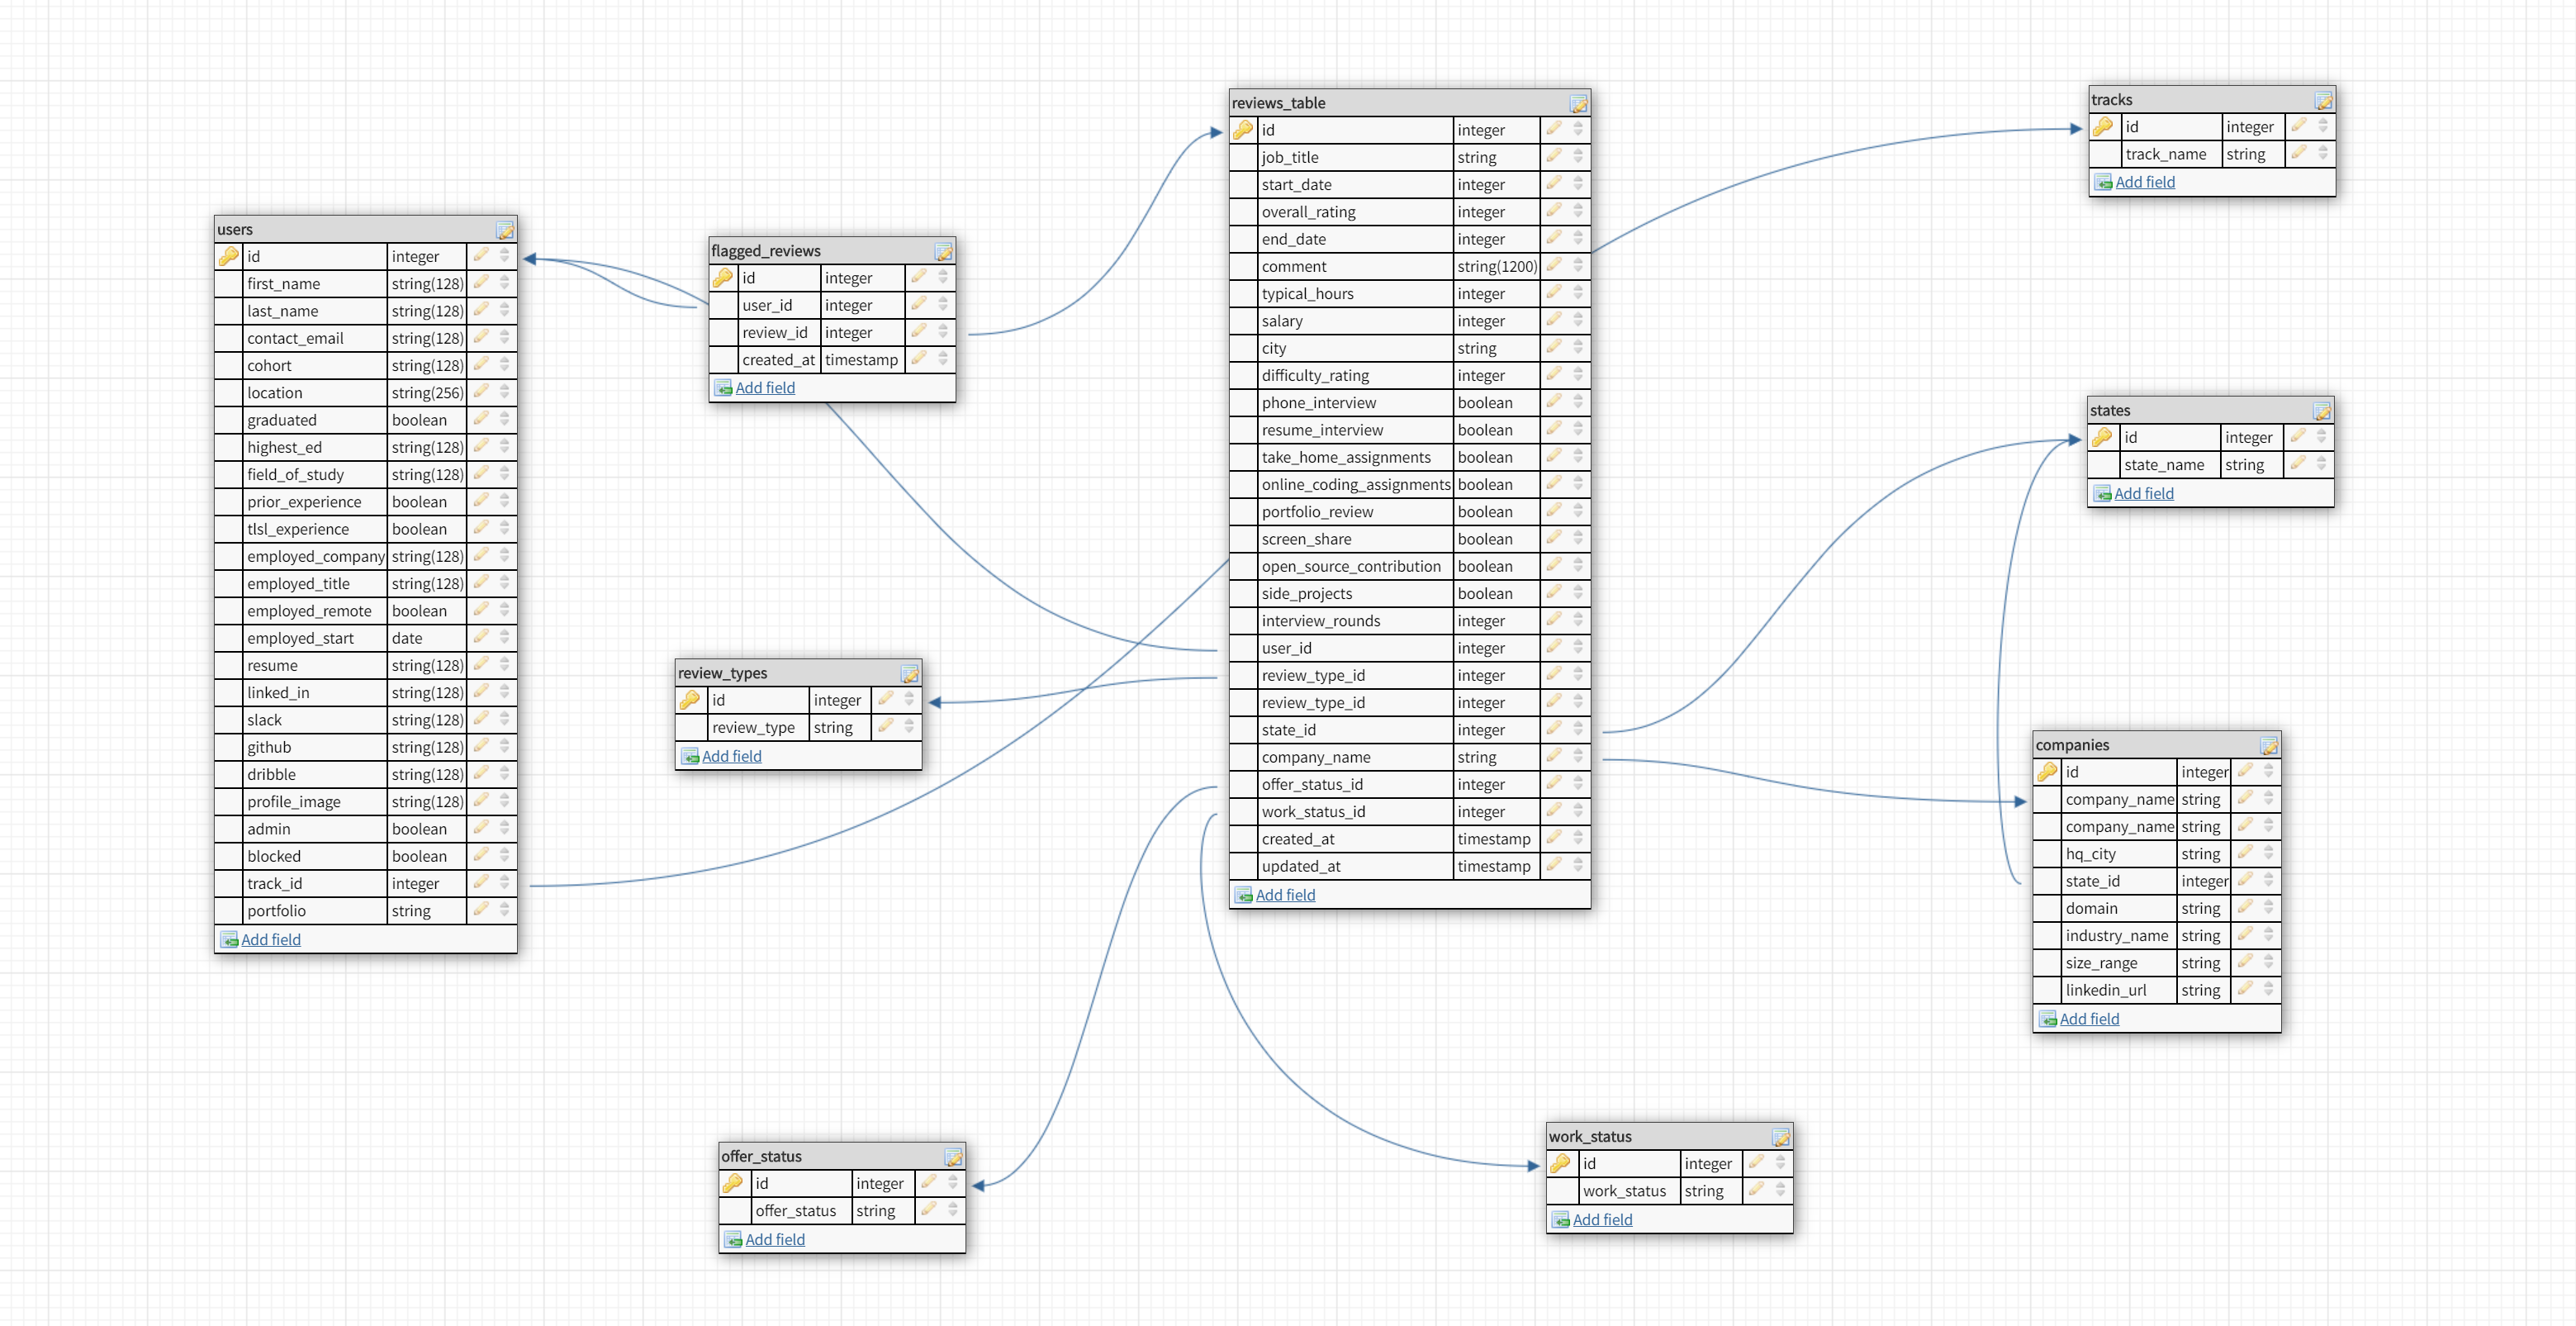 users
id integer
first_name string(128)
last_name string(128)
contact_email string(128)
cohort string(128)
location string(256)
graduated boolean
highest_ed string(128)
field_of_study string(128)
prior_experience boolean
tlsl_experience boolean
employed_company string(128)
employed_title string(128)
employed_remote boolean
employed_start date
resume string(128)
linked_in string(128)
slack string(128)
github string(128)
dribble string(128)
profile_image string(128)
admin boolean
blocked boolean
track_id integer
portfolio string
Add field
flagged_reviews
id integer
user_id integer
review_id integer
created_at timestamp
Add field
review_types
id integer
review_type string
Add field
offer_status
id integer
offer_status string
Add field
reviews_table
id integer
job_title string
start_date integer
overall_rating integer
end_date integer
comment string(1200)
typical_hours integer
salary integer
city string
difficulty_rating integer
phone_interview boolean
resume_interview boolean
take_home_assignments boolean
online_coding_assignments boolean
portfolio_review boolean
screen_share boolean
open_source_contribution boolean
side_projects boolean
interview_rounds integer
user_id integer
review_type_id integer
review_type_id integer
state_id integer
company_name string
offer_status_id integer
work_status_id integer
created_at timestamp
updated_at timestamp
Add field
work_status
id integer
work_status string
Add field
tracks
id integer
track_name string
Add field
states
id integer
state_name string
Add field
companies
id integer
company_name string
company_name string
hq_city string
state_id integer
domain string
industry_name string
size_range string
linkedin_url string
Add field